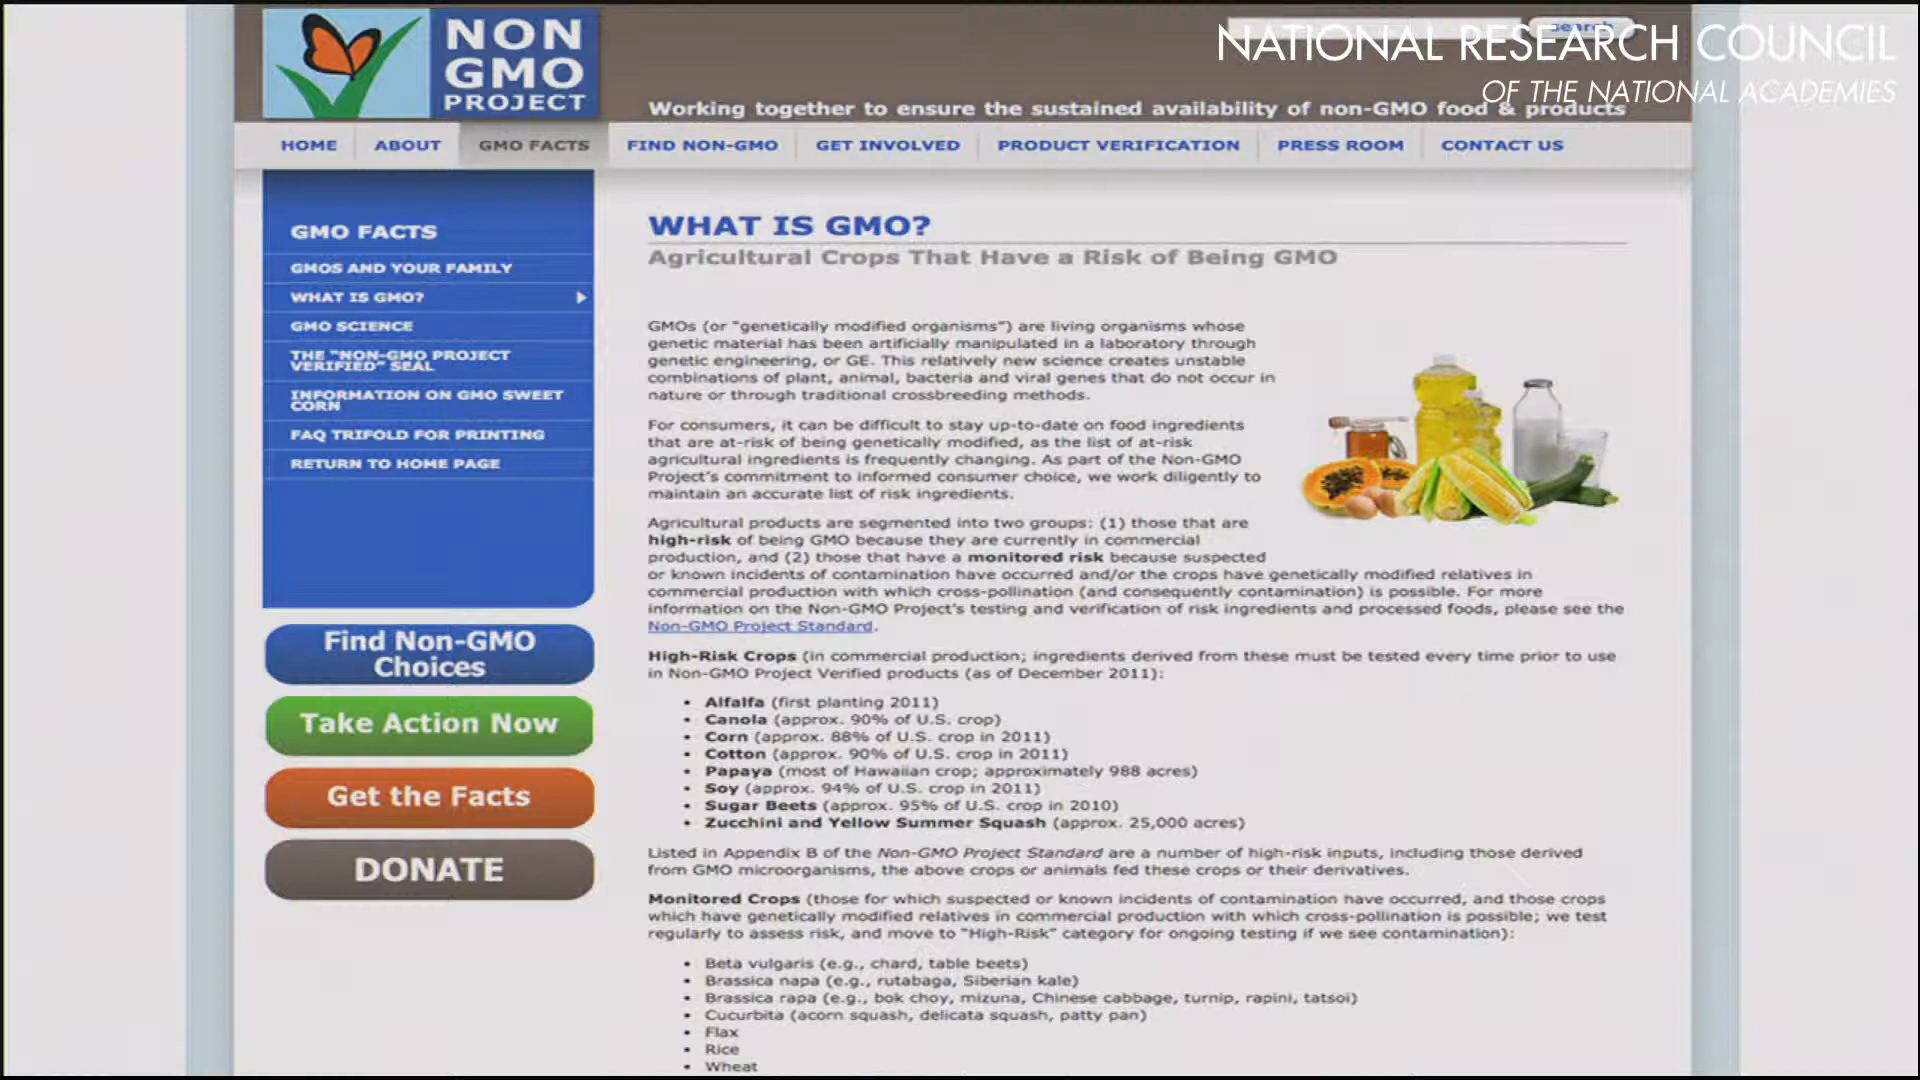 NON
GMO
PROJECT
search
NATIONAL RESEARCH COUNCIL
OF THE NATIONAL ACADEMIES
Working together to ensure the sustained availability of non-GMO food & products
HOME
ABOUT
GMO FACTS
FIND NON-GMO
GET INVOLVED
PRODUCT VERIFICATION
PRESS ROOM
CONTACT US
GMO FACTS
GMOS AND YOUR FAMILY
WHAT IS GMO?
GMO SCIENCE
THE "NON-GMO PROJECT
VERIFIED" SEAL
INFORMATION ON GMO SWEET
CORN
FAQ TRIFOLD FOR PRINTING
RETURN TO HOME PAGE
Find Non-GMO
Choices
Take Action Now
Get the Facts
DONATE
WHAT IS GMO?
Agricultural Crops That Have a Risk of Being GMO
GMOs (or "genetically modified organisms") are living organisms whose
genetic material has been artificially manipulated in a laboratory through
genetic engineering, or GE. This relatively new science creates unstable
combinations of plant, animal, bacteria and viral genes that do not occur in
nature or through traditional crossbreeding methods.
For consumers, it can be difficult to stay up-to-date on food ingredients
that are at-risk of being genetically modified, as the list of at-risk
agricultural ingredients is frequently changing. As part of the Non-GMO
Project's commitment to informed consumer choice, we work diligently to
maintain an accurate list of risk ingredients.
Agricultural products are segmented into two groups: (1) those that are
high-risk of being GMO because they are currently in commercial
production, and (2) those that have a monitored risk because suspected
or known incidents of contamination have occurred and/or the crops have genetically modified relatives in
commercial production with which cross-pollination (and consequently contamination) is possible. For more
information on the Non-GMO Project's testing and verification of risk ingredients and processed foods, please see the
Non-GMO Project Standard.
High-Risk Crops (in commercial production; ingredients derived from these must be tested every time prior to use
in Non-GMO Project Verified products (as of December 2011):
• Alfalfa (first planting 2011)
• Canola (approx. 90% of U.S. crop)
• Corn (approx. 88% of U.S. crop in 2011)
• Cotton (approx. 90% of U.S. crop in 2011)
• Papaya (most of Hawaiian crop; approximately 988 acres)
• Soy (approx. 94% of U.S. crop in 2011)
• Sugar Beets (approx. 95% of U.S. crop in 2010)
• Zucchini and Yellow Summer Squash (approx. 25,000 acres)
Listed in Appendix B of the Non-GMO Project Standard are a number of high-risk inputs, including those derived
from GMO microorganisms, the above crops or animals fed these crops or their derivatives.
Monitored Crops (those for which suspected or known incidents of contamination have occurred, and those crops
which have genetically modified relatives in commercial production with which cross-pollination is possible; we test
regularly to assess risk, and move to "High-Risk" category for ongoing testing if we see contamination):
• Beta vulgaris (e.g., chard, table beets)
• Brassica napa (e.g., rutabaga, Siberian kale)
• Brassica rapa (e.g., bok choy, mizuna, Chinese cabbage, turnip, rapini, tatsoi)
• Cucurbita (acorn squash, delicata squash, patty pan)
• Flax
• Rice
• Wheat